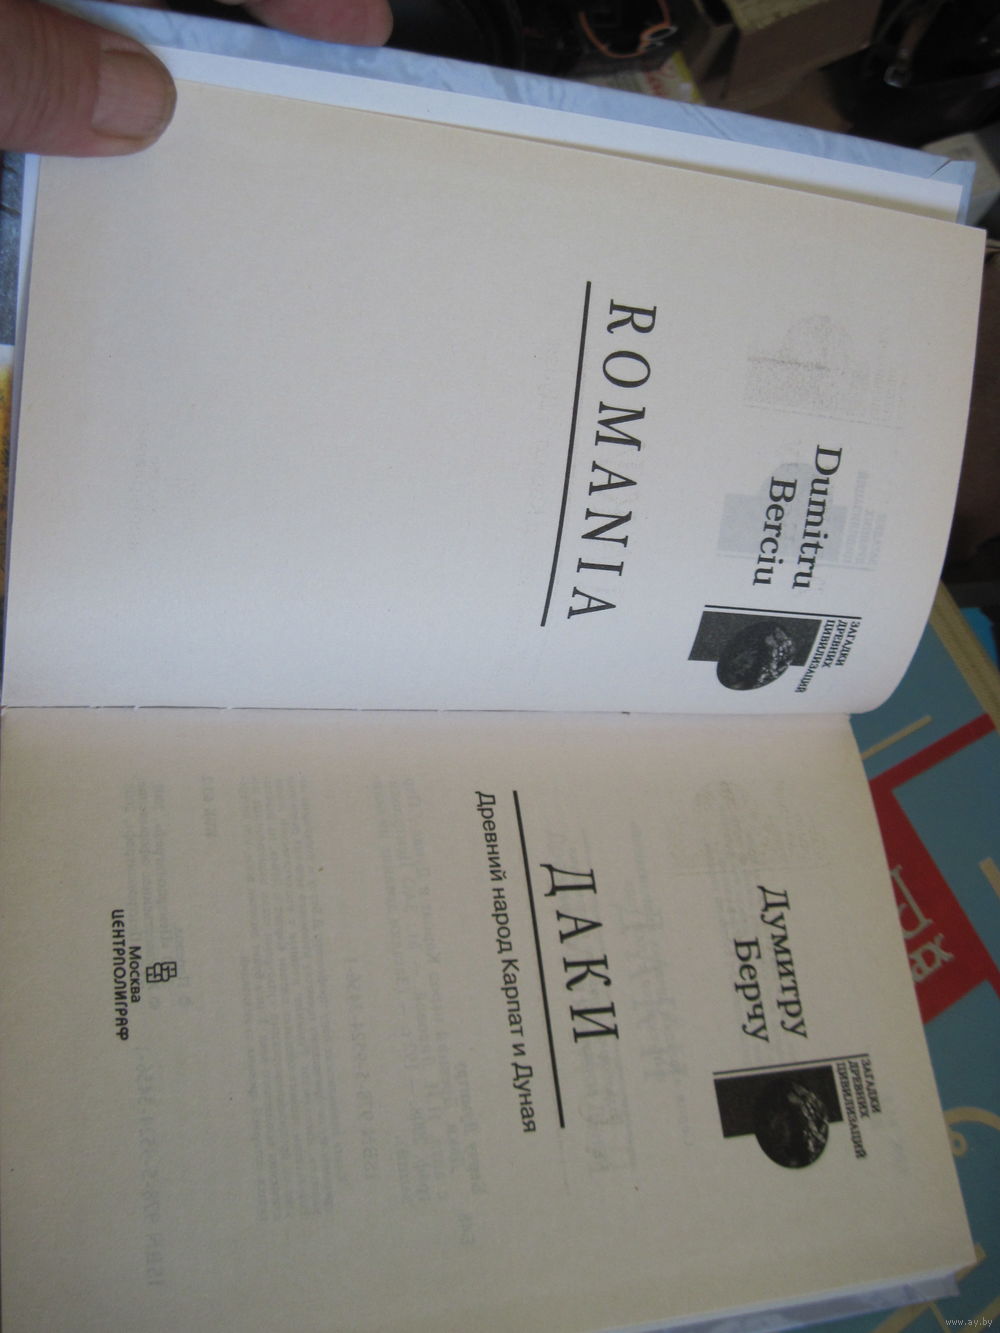 Dumitru
Berciu
ЗАГАДКИ
ДРЕВНИХ
ЦИВИЛИЗАЦИЙ
ROMANIA
Думитру
Берчу
ЗАГАДКИ
ДРЕВНИХ
ЦИВИЛИЗАЦИЙ
ДАКИ
Древний народ Карпат и Дуная
Москва
ЦЕНТРПОЛИГРАФ
www.ay.by